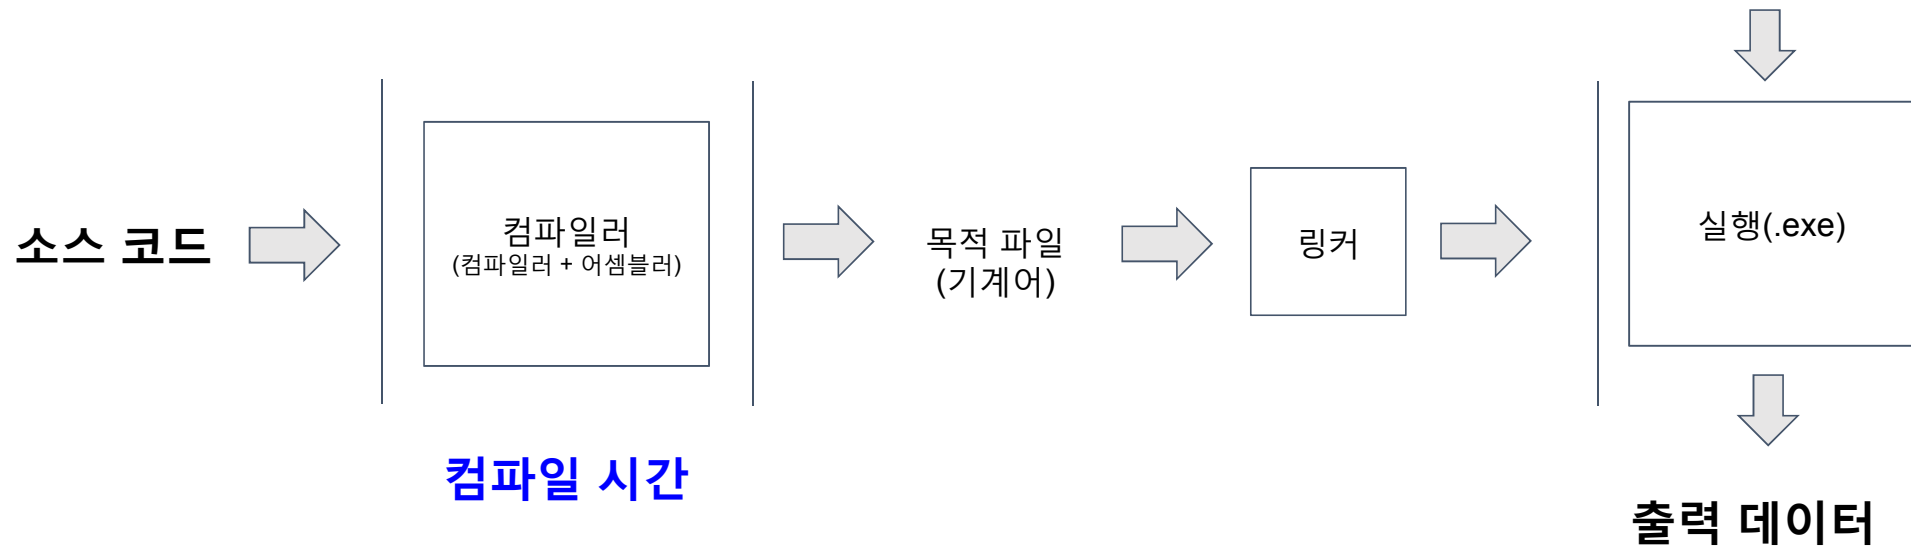 소스 코드
컴파일러
(컴파일러 + 어셈블러)
목적 파일
(기계어)
링커
실행(.exe)
컴파일 시간
출력 데이터